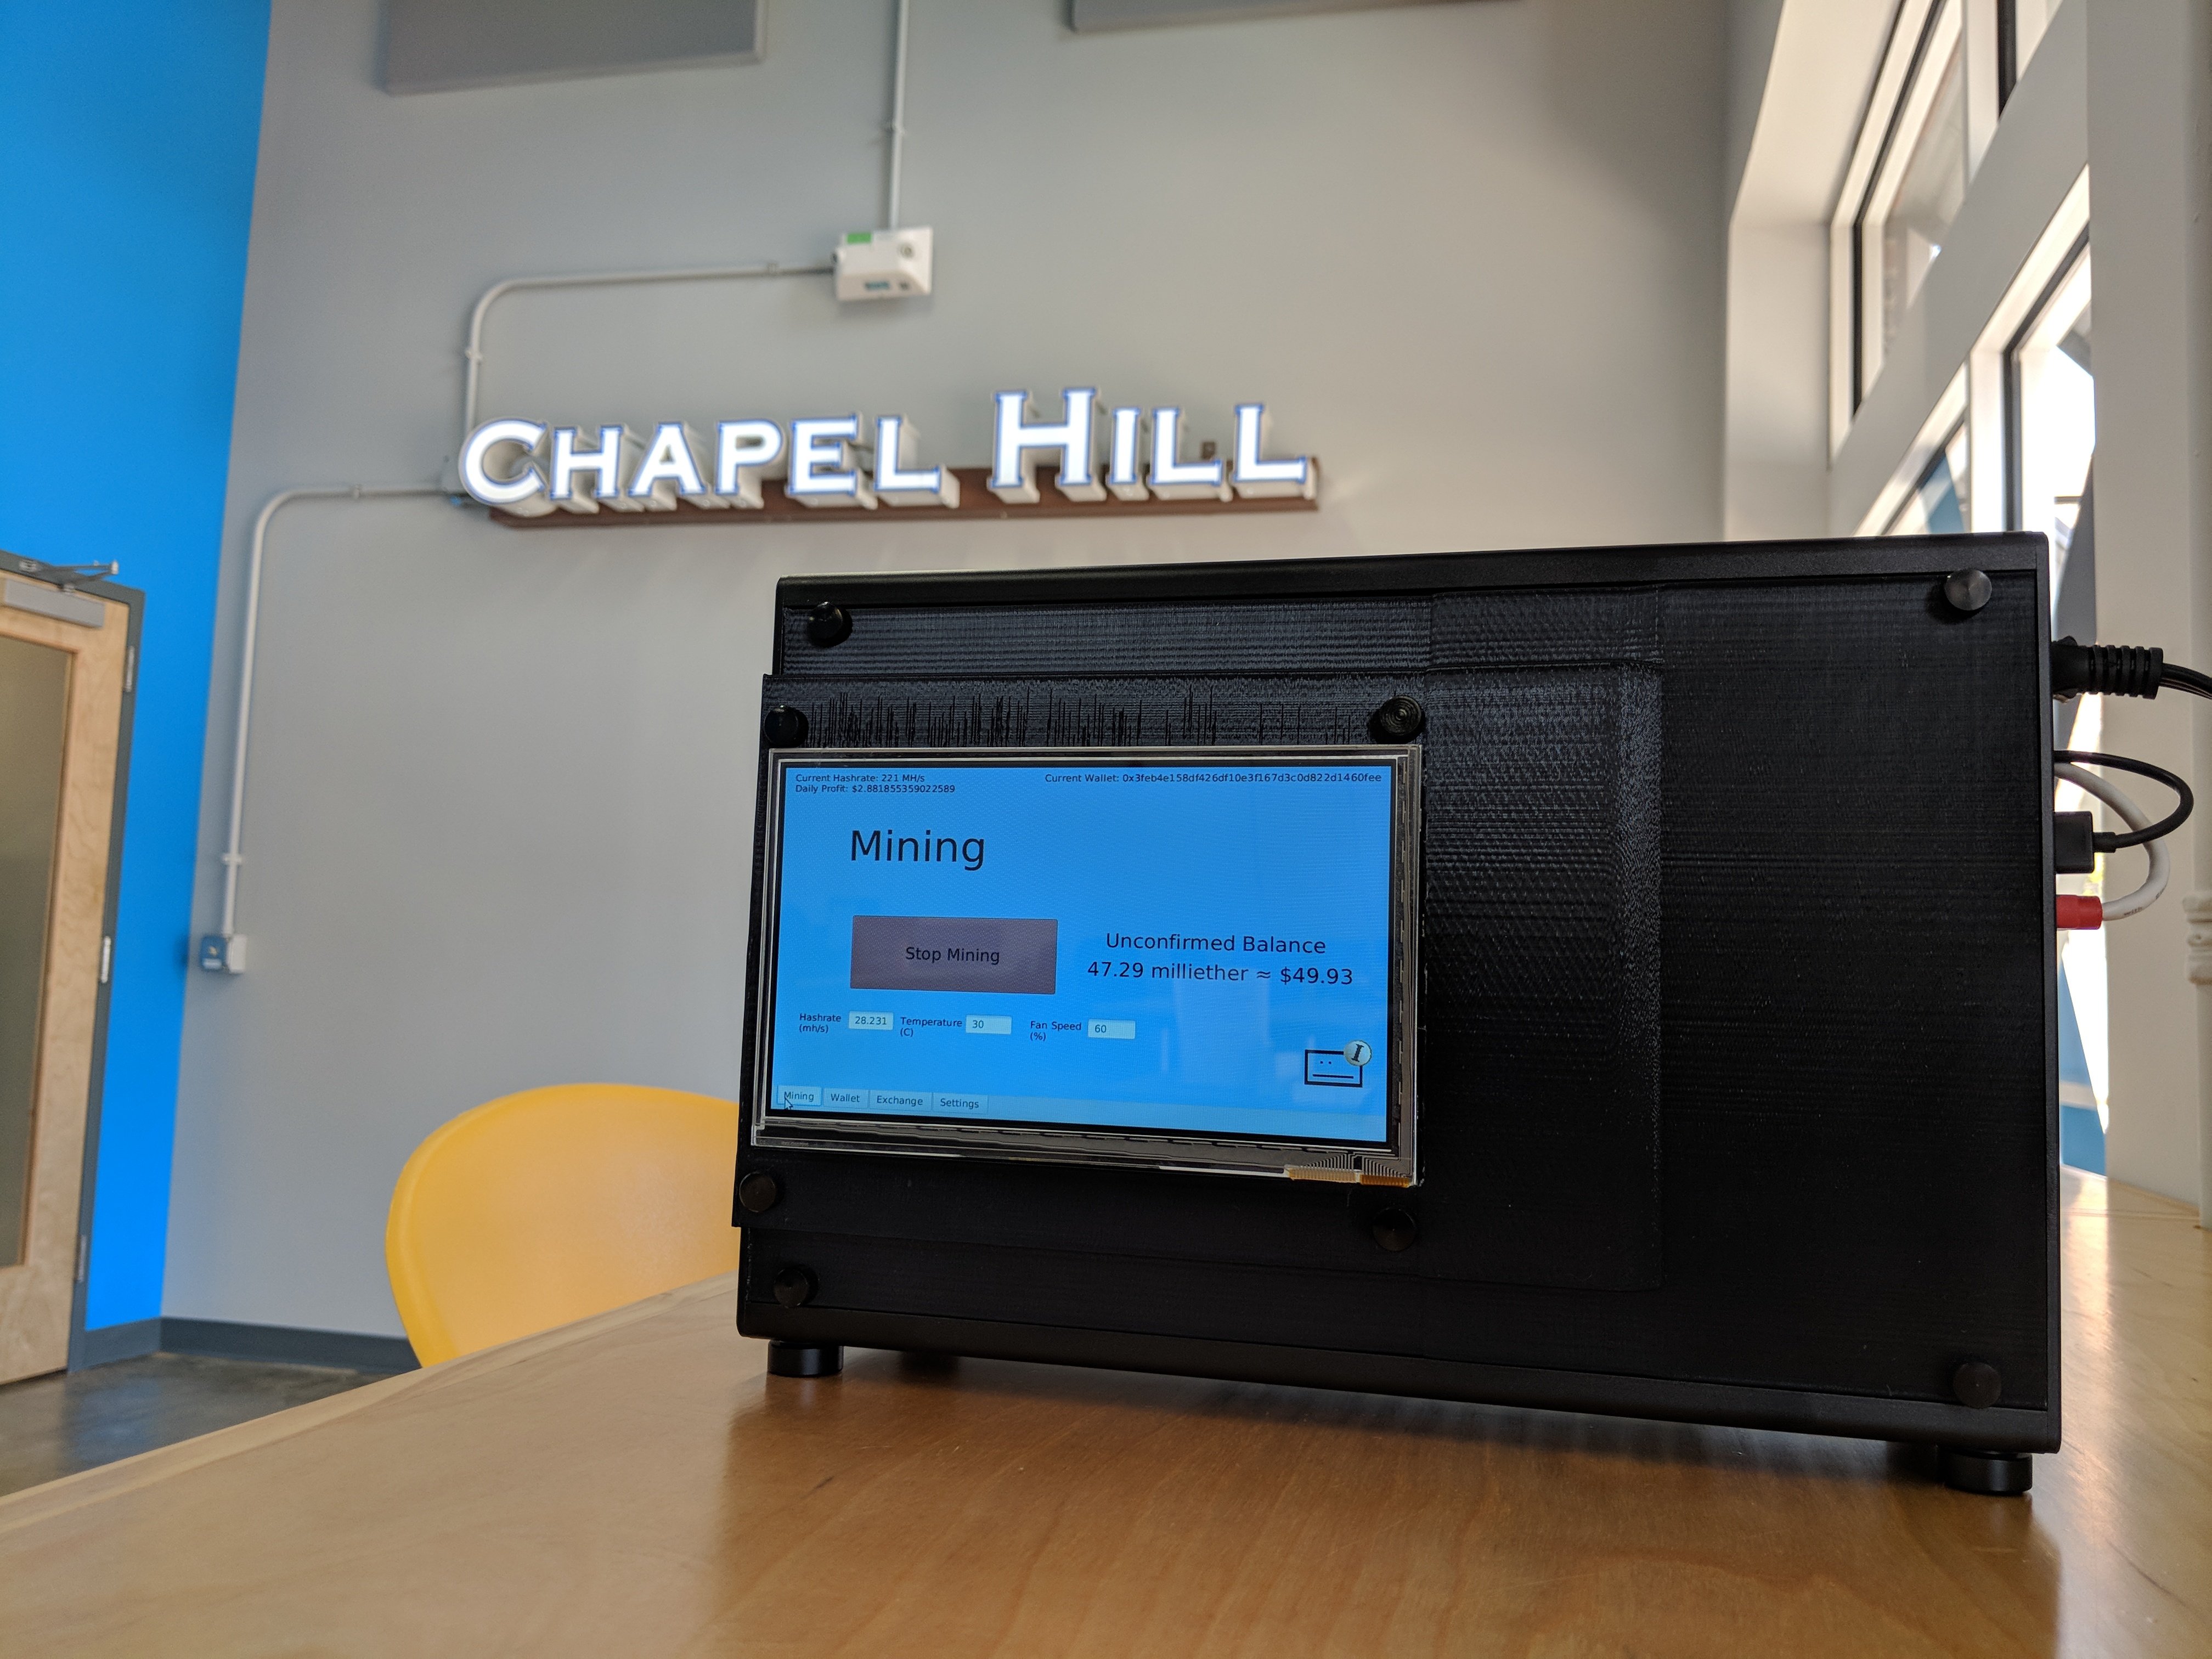 CHAPEL HILL
Current Hashrate: 221 MH/s
Daily Profit: $2.881855359022589
Current Wallet: 0x3feb4e158df426df10e3f167d3c0d822d1460fee
Mining
Stop Mining
Unconfirmed Balance
47.29 milliether ≈ $49.93
Hashrate (mh/s) 28.231 Temperature (C) 30 Fan Speed (%) 60
I
Mining Wallet Exchange Settings